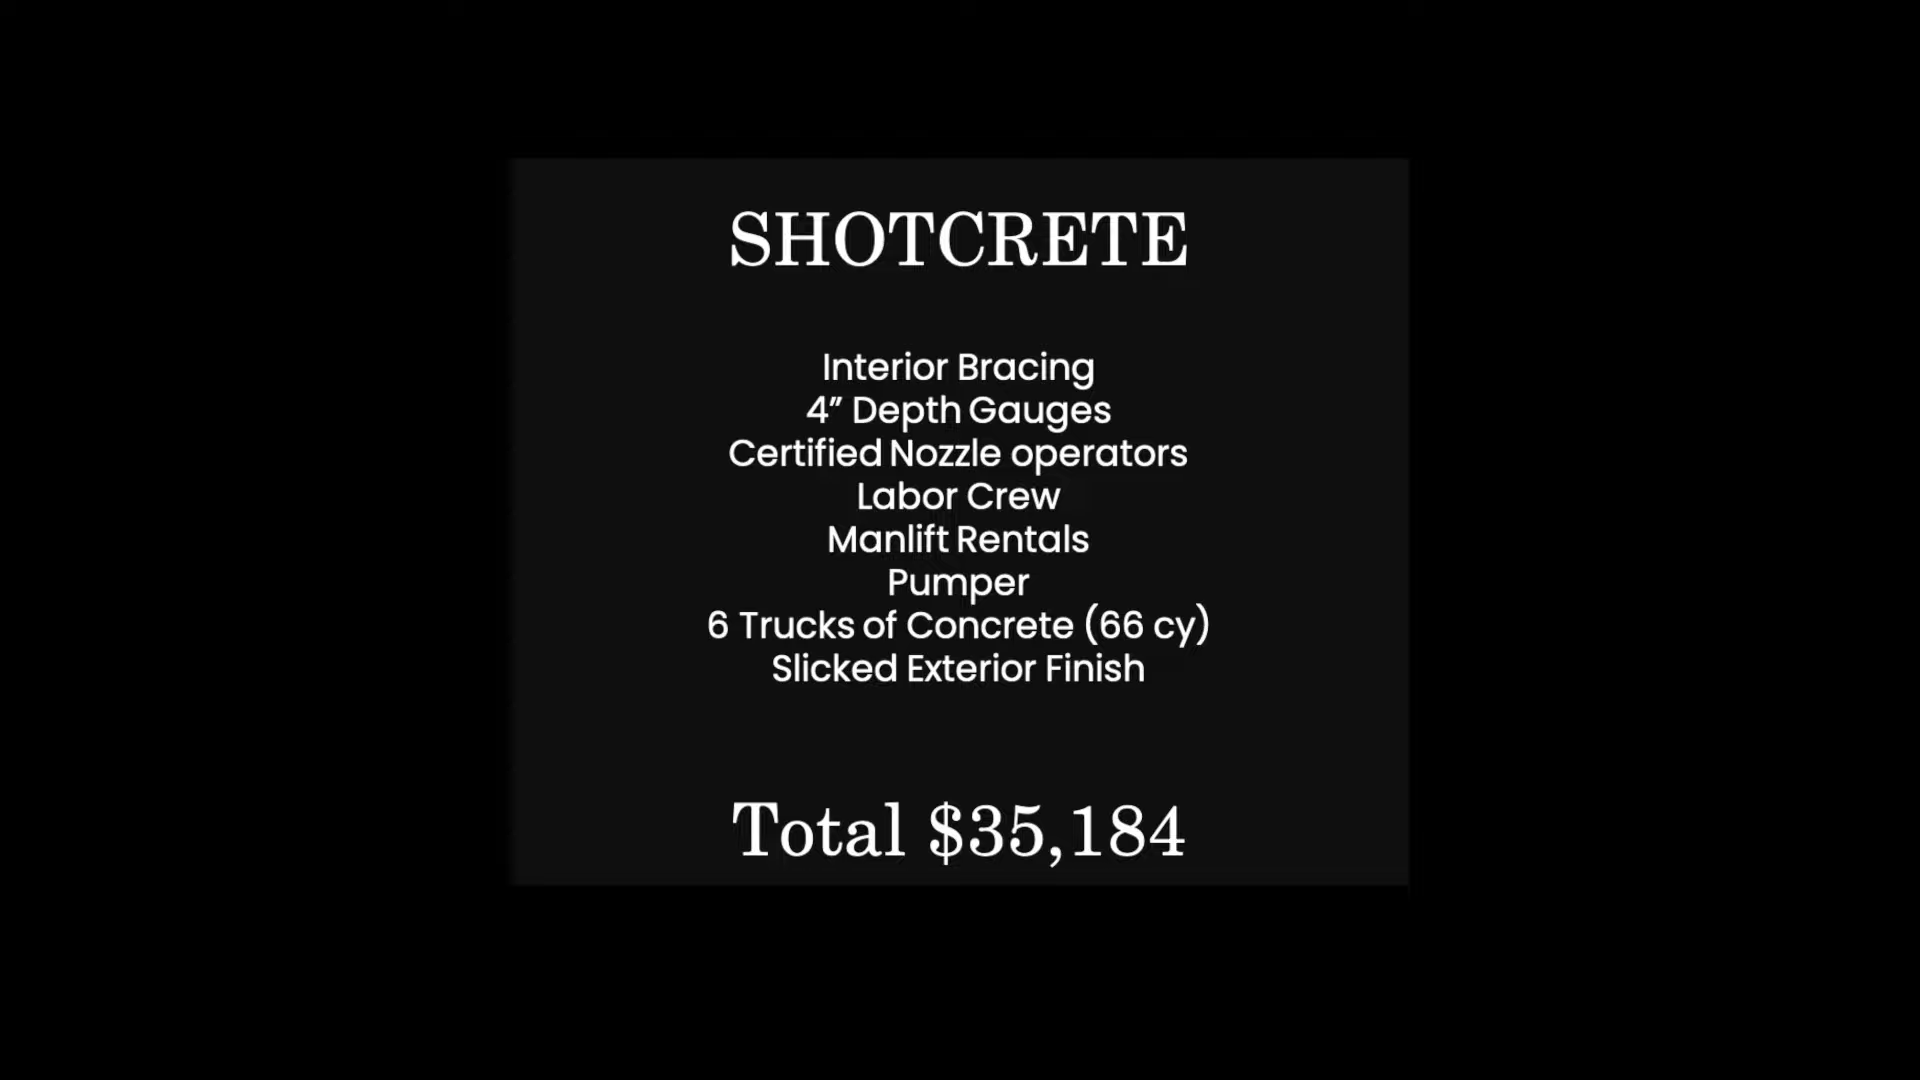 SHOTCRETE
Interior Bracing
4” Depth Gauges
Certified Nozzle operators
Labor Crew
Manlift Rentals
Pumper
6 Trucks of Concrete (66 cy)
Slicked Exterior Finish
Total $35,184